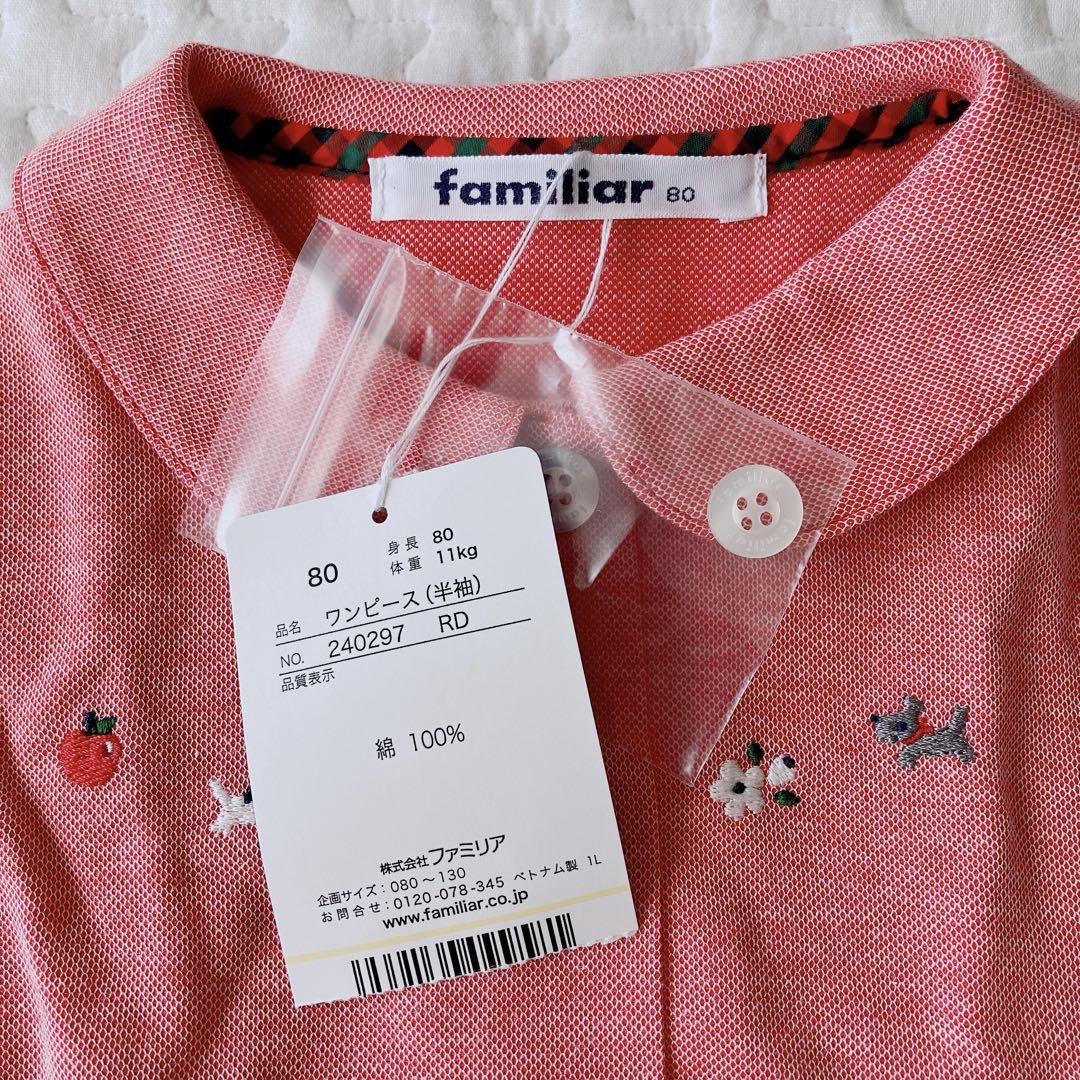 familiar 80
80
身長 80
体重 11kg
品名 ワンピース(半袖)
NO. 240297 RD
品質表示
綿 100%
株式会社ファミリア
企画サイズ:080～130
お問合せ:0120-078-345 ベトナム製 1L
www.familiar.co.jp
familiar